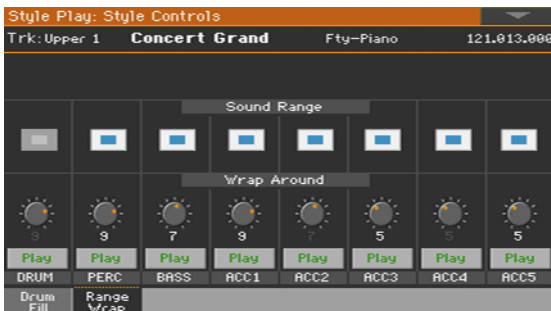 Style Play: Style Controls
Trk:Upper 1 Concert Grand Fty-Piano 121.013.000
Sound Range
Wrap Around
9 9 7 9 7 5 5 5
Play Play Play Play Play Play Play Play
DRUM PERC BASS ACC1 ACC2 ACC3 ACC4 ACC5
Drum Range
Fill Wrap